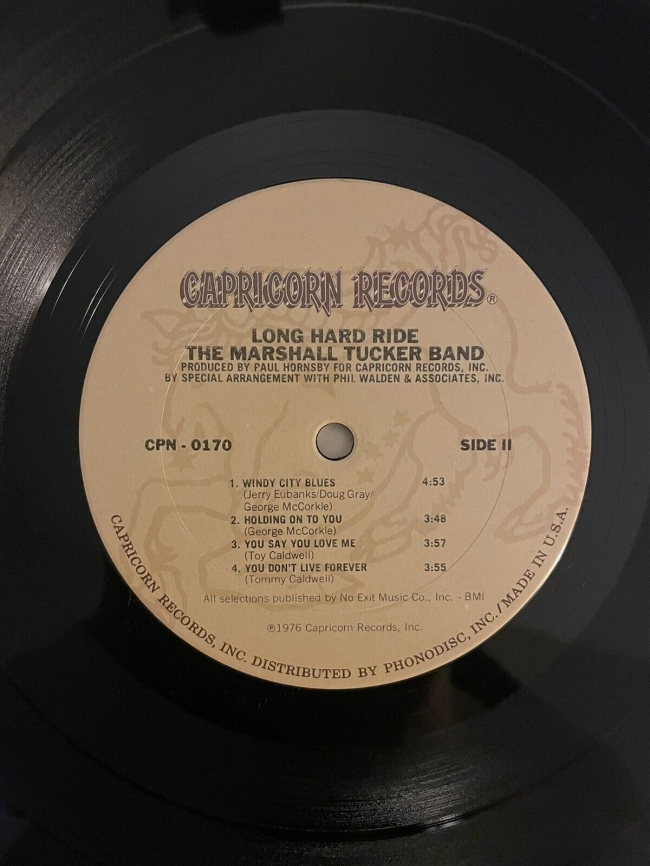 CAPRICORN RECORDS®
LONG HARD RIDE
THE MARSHALL TUCKER BAND
PRODUCED BY PAUL HORNSBY FOR CAPRICORN RECORDS, INC.
BY SPECIAL ARRANGEMENT WITH PHIL WALDEN & ASSOCIATES, INC.
CPN - 0170 SIDE II
1. WINDY CITY BLUES 4:53
(Jerry Eubanks/Doug Gray/
George McCorkle)
2. HOLDING ON TO YOU 3:48
(George McCorkle)
3. YOU SAY YOU LOVE ME 3:57
(Toy Caldwell)
4. YOU DON'T LIVE FOREVER 3:55
(Tommy Caldwell)
All selections published by No Exit Music Co., Inc. - BMI
℗1976 Capricorn Records, Inc.
CAPRICORN RECORDS, INC. DISTRIBUTED BY PHONODISC, INC./MADE IN U.S.A.